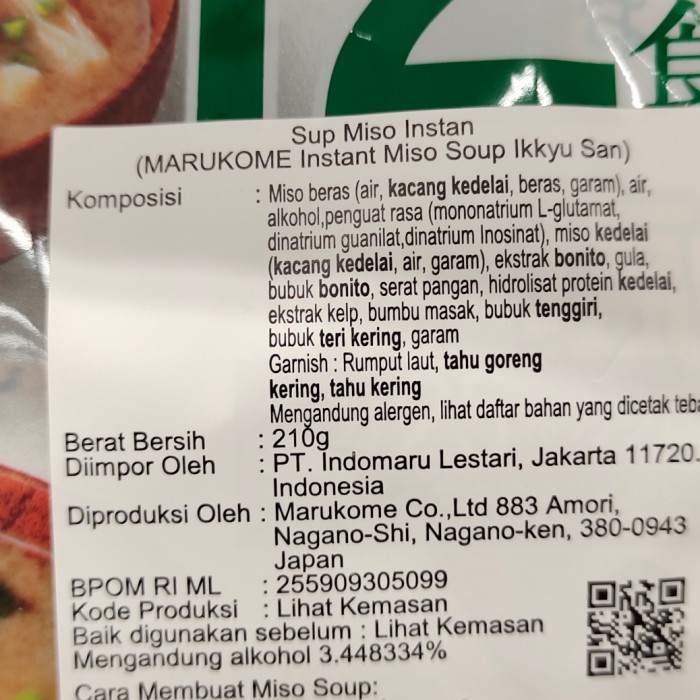 食
Sup Miso Instan
(MARUKOME Instant Miso Soup Ikkyu San)
Komposisi : Miso beras (air, kacang kedelai, beras, garam), air,
alkohol,penguat rasa (mononatrium L-glutamat,
dinatrium guanilat,dinatrium Inosinat), miso kedelai
(kacang kedelai, air, garam), ekstrak bonito, gula,
bubuk bonito, serat pangan, hidrolisat protein kedelai,
ekstrak kelp, bumbu masak, bubuk tenggiri,
bubuk teri kering, garam
Garnish : Rumput laut, tahu goreng
kering, tahu kering
Mengandung alergen, lihat daftar bahan yang dicetak teba
Berat Bersih : 210g
Diimpor Oleh : PT. Indomaru Lestari, Jakarta 11720.
Indonesia
Diproduksi Oleh : Marukome Co.,Ltd 883 Amori,
Nagano-Shi, Nagano-ken, 380-0943
Japan
BPOM RI ML : 255909305099
Kode Produksi : Lihat Kemasan
Baik digunakan sebelum : Lihat Kemasan
Mengandung alkohol 3.448334%
Cara Membuat Miso Soup: